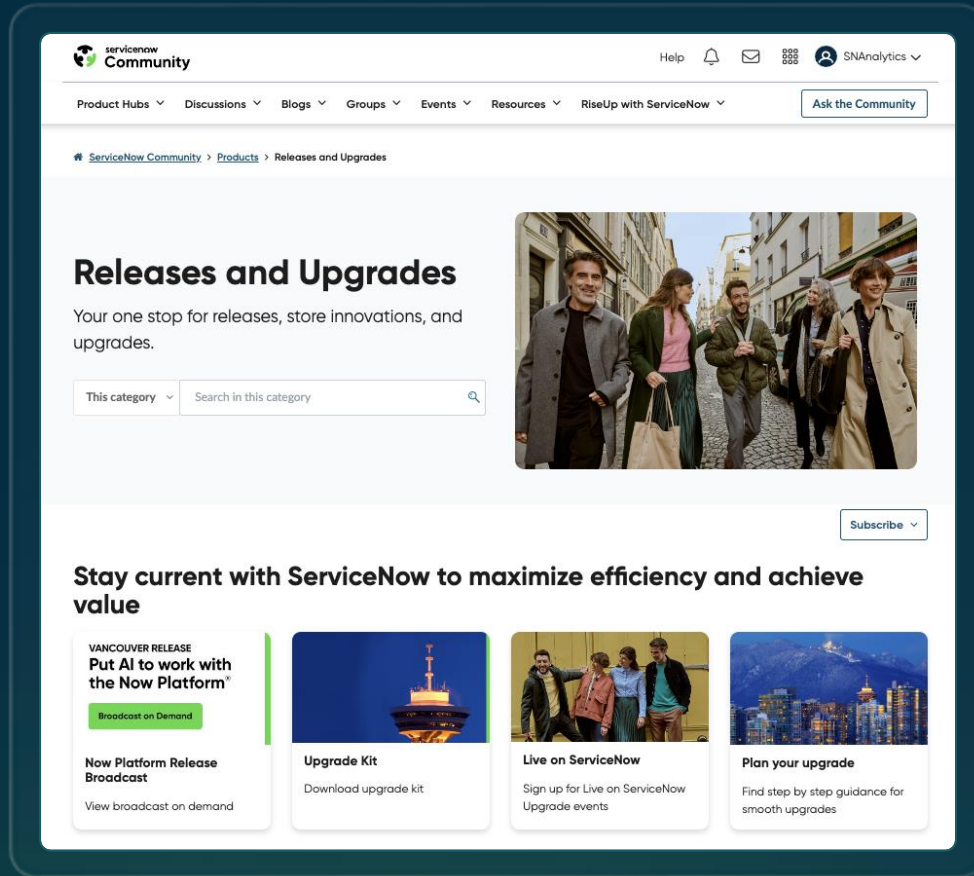 servicenow
Community
Help
SNAnalytics
Product Hubs
Discussions
Blogs
Groups
Events
Resources
RiseUp with ServiceNow
Ask the Community
ServiceNow Community > Products > Releases and Upgrades
Releases and Upgrades
Your one stop for releases, store innovations, and
upgrades.
This category
Search in this category
Subscribe
Stay current with ServiceNow to maximize efficiency and achieve
value
VANCOUVER RELEASE
Put AI to work with
the Now Platform®
Broadcast on Demand
Now Platform Release
Broadcast
View broadcast on demand
Upgrade Kit
Download upgrade kit
Live on ServiceNow
Sign up for Live on ServiceNow
Upgrade events
Plan your upgrade
Find step by step guidance for
smooth upgrades